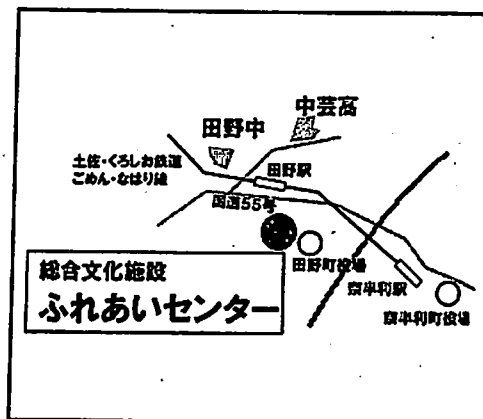 中芸高
田野中
土佐・くろしお鉄道
ごめん・なはり線
田野駅
国道55号
田野町役場
総合文化施設
ふれあいセンター
奈半利駅
奈半利町役場